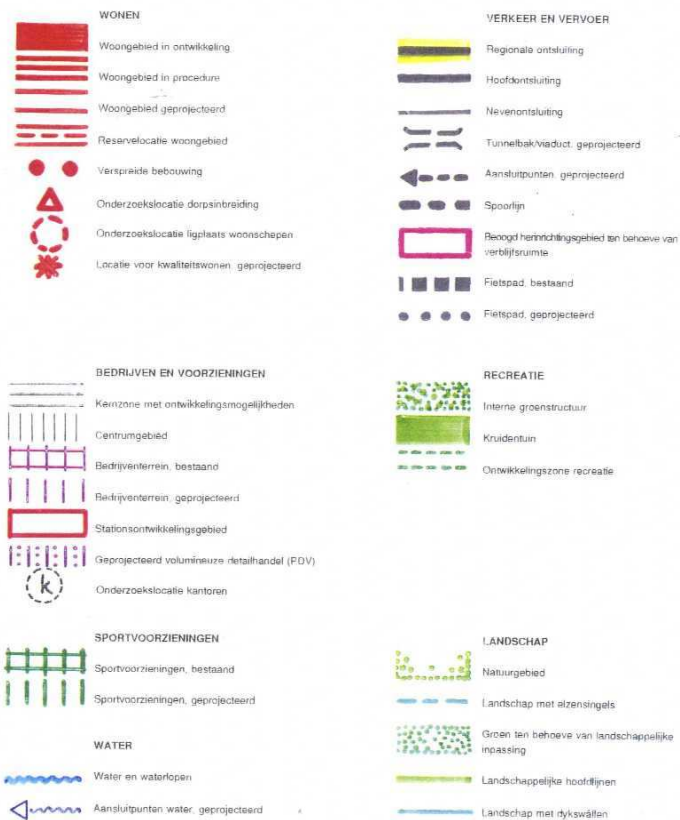 WONEN
Woongebied in ontwikkeling
Woongebied in procedure
Woongebied geprojecteerd
Reservelocatie woongebied
Verspreide bebouwing
Onderzoekslocatie dorpsinbreiding
Onderzoekslocatie ligplaats woonschepen
Locatie voor kwaliteitswonen, geprojecteerd
VERKEER EN VERVOER
Regionale ontsluiting
Hoofdontsluiting
Nevenontsluiting
Tunnelbak/viaduct, geprojecteerd
Aansluitpunten, geprojecteerd
Spoorlijn
Beoogd herinrichtingsgebied ten behoeve van
verblijfsruimte
Fietspad, bestaand
Fietspad, geprojecteerd
BEDRIJVEN EN VOORZIENINGEN
Kernzone met ontwikkelingsmogelijkheden
Centrumgebied
Bedrijventerrein, bestaand
Bedrijventerrein, geprojecteerd
Stationsontwikkelingsgebied
Geprojecteerd volumineuze detailhandel (PDV)
k
Onderzoekslocatie kantoren
RECREATIE
Interne groenstructuur
Kruidentuin
Ontwikkelingszone recreatie
SPORTVOORZIENINGEN
Sportvoorzieningen, bestaand
Sportvoorzieningen, geprojecteerd
WATER
Water en waterlopen
Aansluitpunten water, geprojecteerd
LANDSCHAP
Natuurgebied
Landschap met elzensingels
Groen ten behoeve van landschappelijke
inpassing
Landschappelijke hoofdlijnen
Landschap met dykswâllen